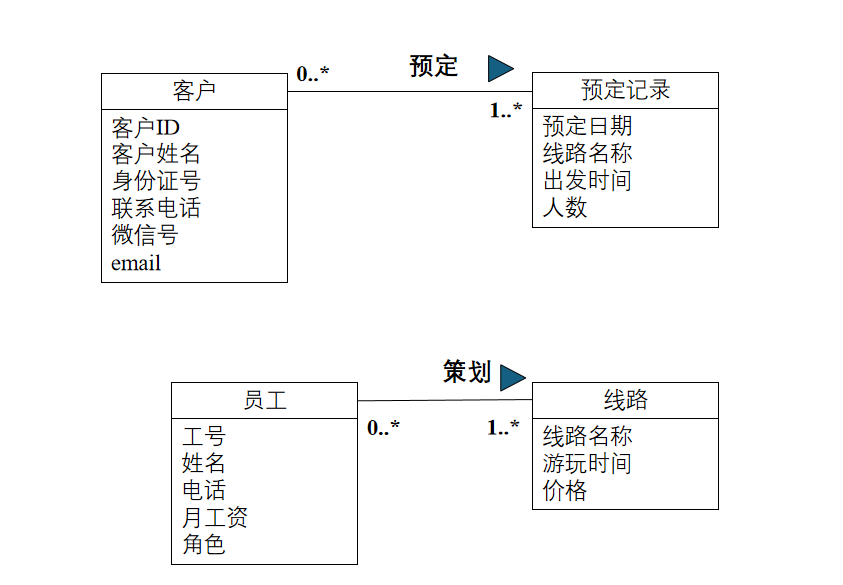 预定
0..*
1..*
客户
客户ID
客户姓名
身份证号
联系电话
微信号
email
预定记录
预定日期
线路名称
出发时间
人数
策划
0..*
1..*
员工
工号
姓名
电话
月工资
角色
线路
线路名称
游玩时间
价格